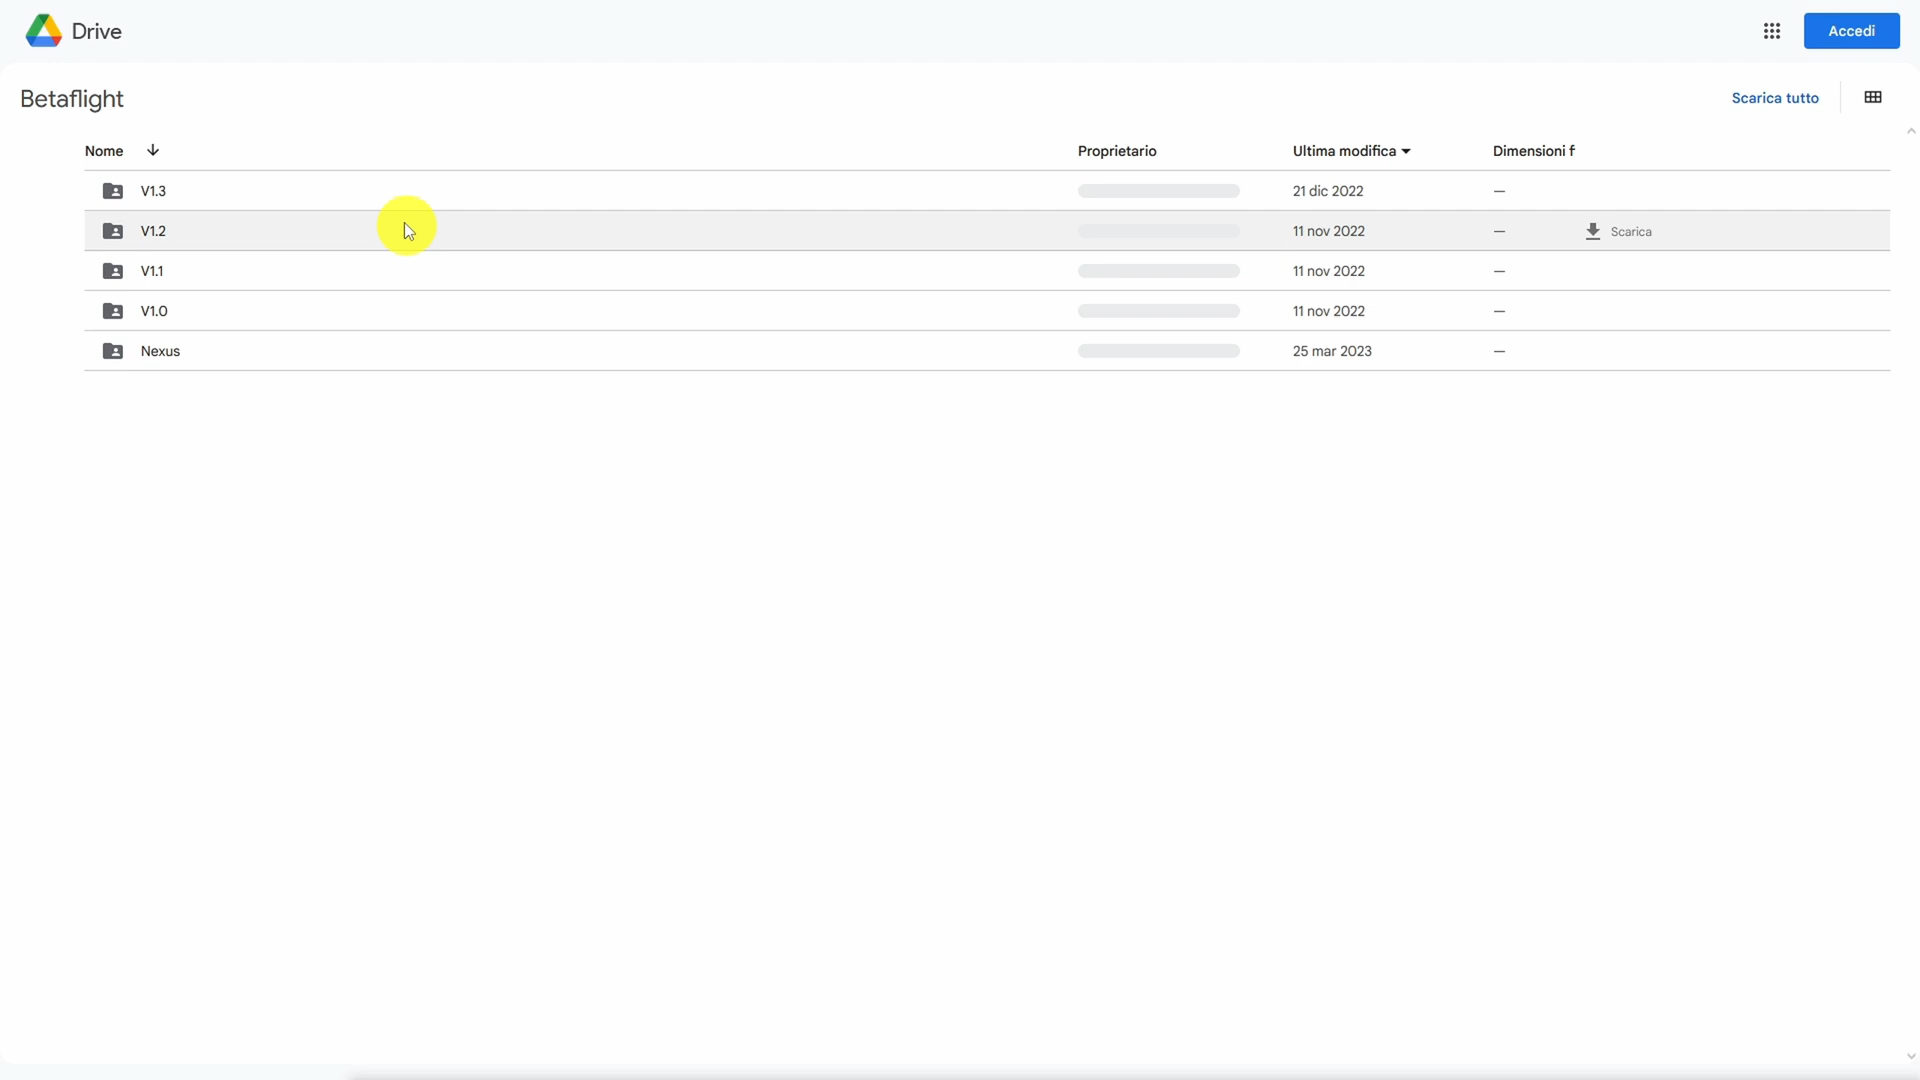 Drive
Accedi
Betaflight
Scarica tutto
Nome Proprietario Ultima modifica Dimensioni f
V1.3 21 dic 2022 —
V1.2 11 nov 2022 — Scarica
V1.1 11 nov 2022 —
V1.0 11 nov 2022 —
Nexus 25 mar 2023 —